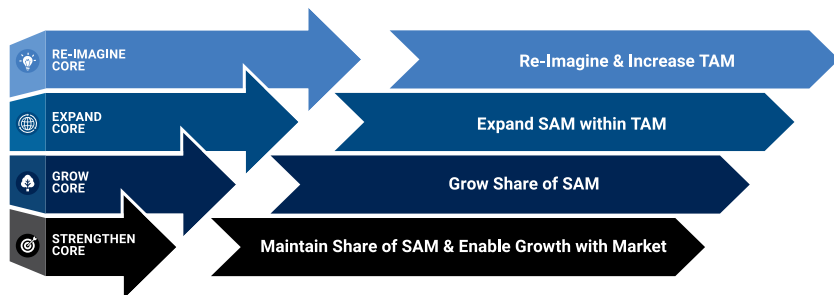 RE-IMAGINE
CORE
Re-Imagine & Increase TAM
EXPAND
CORE
Expand SAM within TAM
GROW
CORE
Grow Share of SAM
STRENGTHEN
CORE
Maintain Share of SAM & Enable Growth with Market